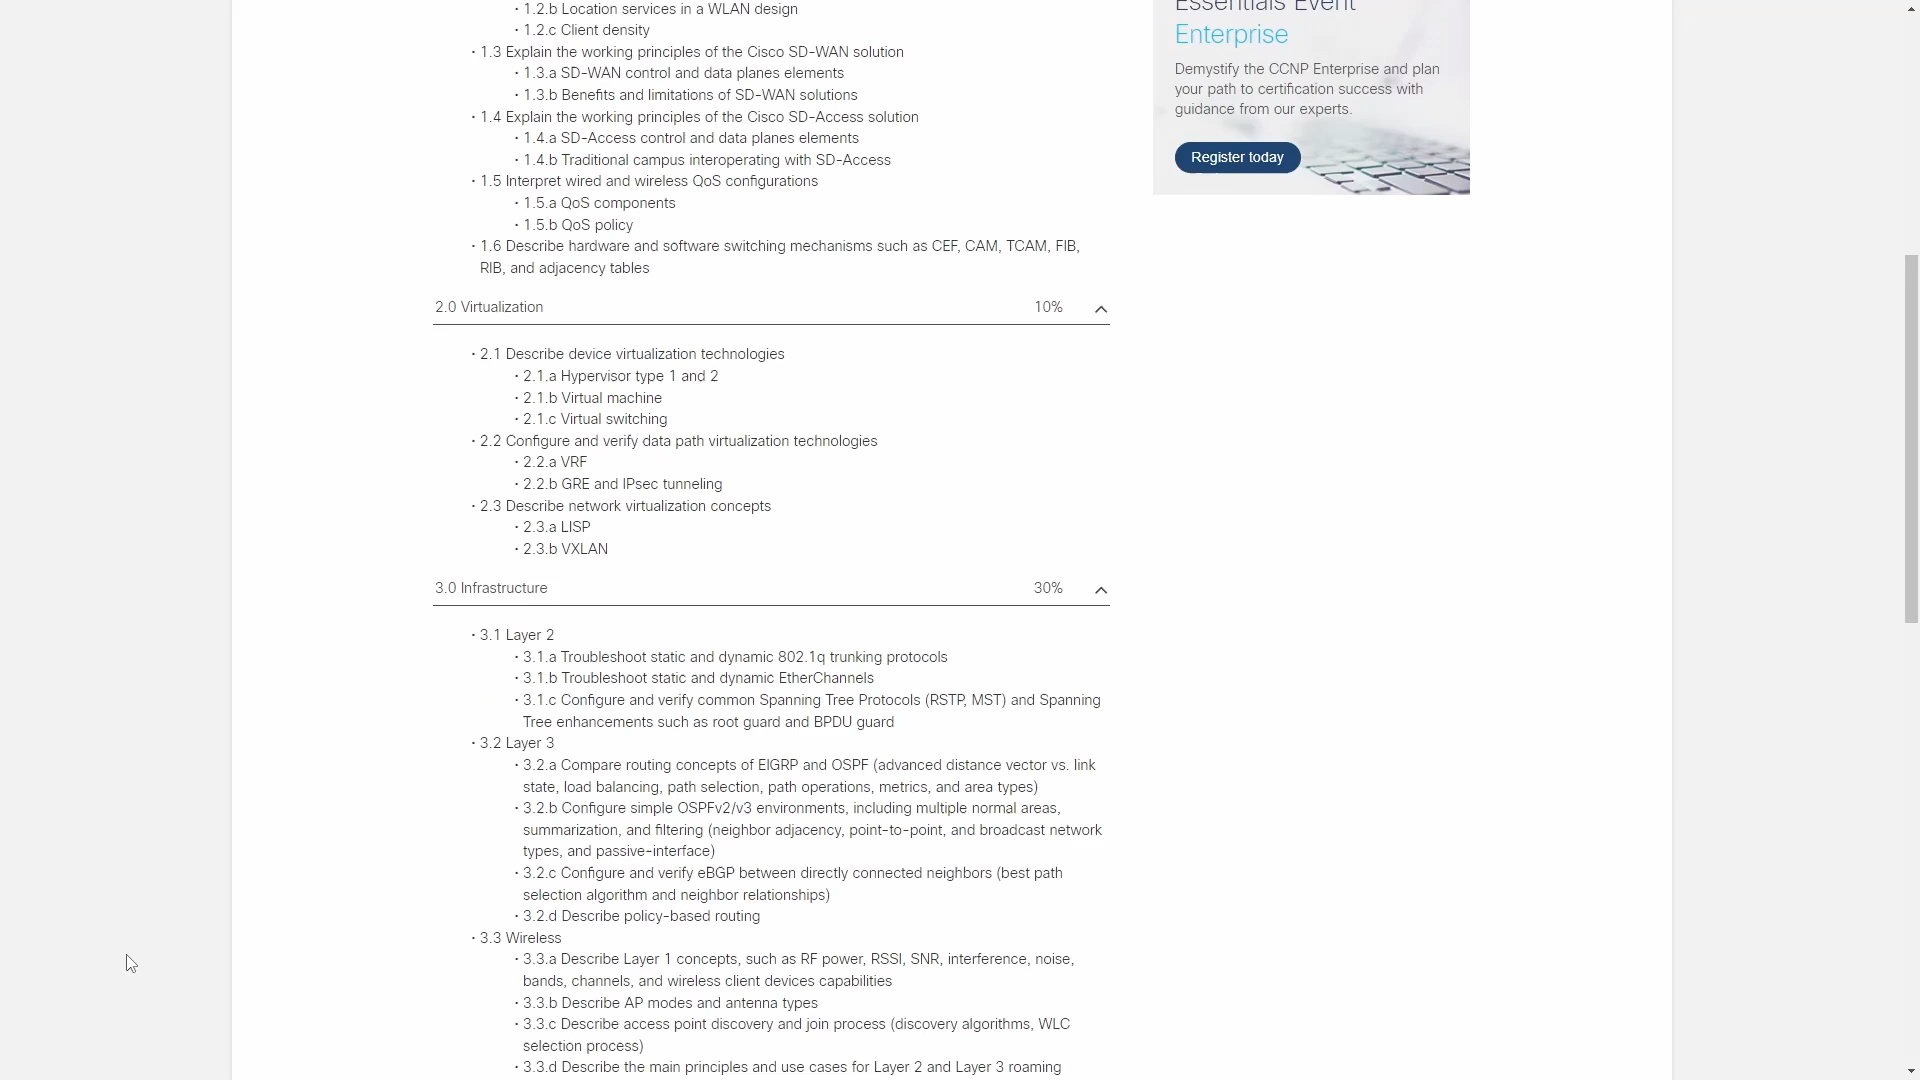 · 1.2.b Location services in a WLAN design
· 1.2.c Client density
· 1.3 Explain the working principles of the Cisco SD-WAN solution
· 1.3.a SD-WAN control and data planes elements
· 1.3.b Benefits and limitations of SD-WAN solutions
· 1.4 Explain the working principles of the Cisco SD-Access solution
· 1.4.a SD-Access control and data planes elements
· 1.4.b Traditional campus interoperating with SD-Access
· 1.5 Interpret wired and wireless QoS configurations
· 1.5.a QoS components
· 1.5.b QoS policy
· 1.6 Describe hardware and software switching mechanisms such as CEF, CAM, TCAM, FIB,
RIB, and adjacency tables
2.0 Virtualization 10%
· 2.1 Describe device virtualization technologies
· 2.1.a Hypervisor type 1 and 2
· 2.1.b Virtual machine
· 2.1.c Virtual switching
· 2.2 Configure and verify data path virtualization technologies
· 2.2.a VRF
· 2.2.b GRE and IPsec tunneling
· 2.3 Describe network virtualization concepts
· 2.3.a LISP
· 2.3.b VXLAN
3.0 Infrastructure 30%
· 3.1 Layer 2
· 3.1.a Troubleshoot static and dynamic 802.1q trunking protocols
· 3.1.b Troubleshoot static and dynamic EtherChannels
· 3.1.c Configure and verify common Spanning Tree Protocols (RSTP, MST) and Spanning
Tree enhancements such as root guard and BPDU guard
· 3.2 Layer 3
· 3.2.a Compare routing concepts of EIGRP and OSPF (advanced distance vector vs. link
state, load balancing, path selection, path operations, metrics, and area types)
· 3.2.b Configure simple OSPFv2/v3 environments, including multiple normal areas,
summarization, and filtering (neighbor adjacency, point-to-point, and broadcast network
types, and passive-interface)
· 3.2.c Configure and verify eBGP between directly connected neighbors (best path
selection algorithm and neighbor relationships)
· 3.2.d Describe policy-based routing
· 3.3 Wireless
· 3.3.a Describe Layer 1 concepts, such as RF power, RSSI, SNR, interference, noise,
bands, channels, and wireless client devices capabilities
· 3.3.b Describe AP modes and antenna types
· 3.3.c Describe access point discovery and join process (discovery algorithms, WLC
selection process)
· 3.3.d Describe the main principles and use cases for Layer 2 and Layer 3 roaming
Essentials Event
Enterprise
Demystify the CCNP Enterprise and plan
your path to certification success with
guidance from our experts.
Register today